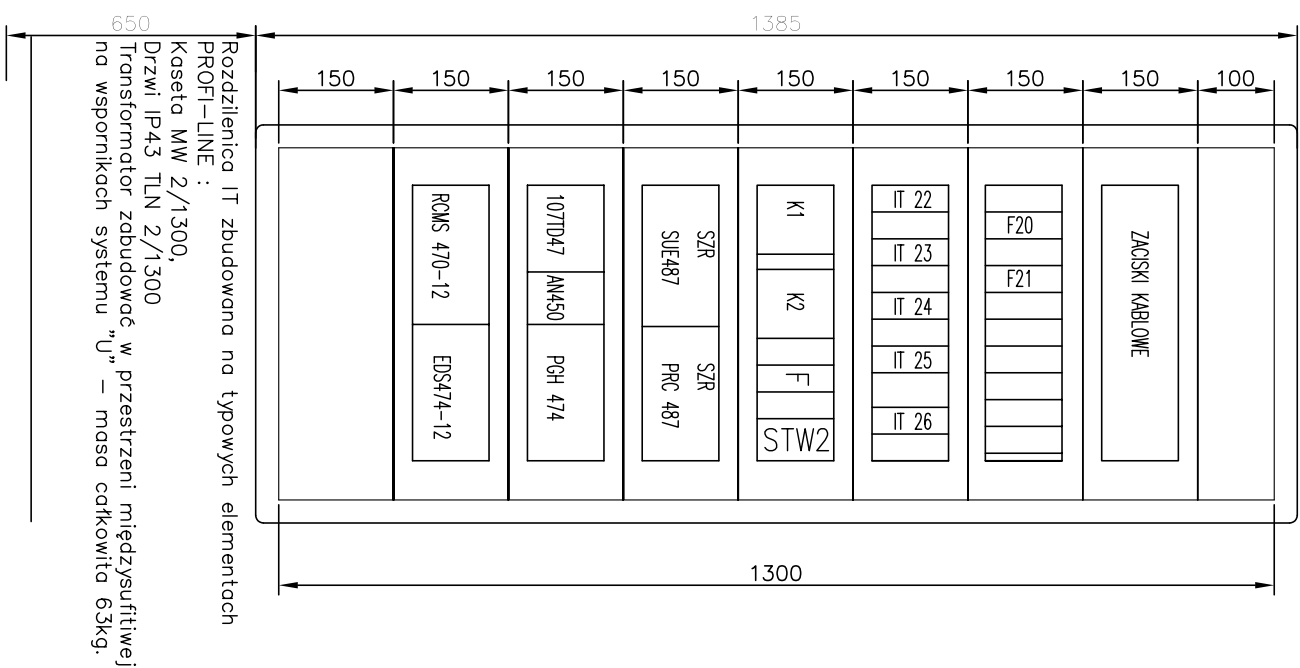 650
1385
150
150
150
150
150
150
150
150
100
RCMS 470-12
EDS474-12
107TD47
AN450
PGH 474
SZR
SUE487
SZR
PRC 487
K1
K2
F
STW2
IT 22
IT 23
IT 24
IT 25
IT 26
F20
F21
ZACISKI KABLOWE
1300
Rozdzilenica IT zbudowana na typowych elementach
PROFI-LINE :
Kaseta MW 2/1300,
Drzwi IP43 TLN 2/1300
Transformator zabudować w przestrzeni międzysufitiwej
na wspornikach systemu "U" - masa całkowita 63kg.